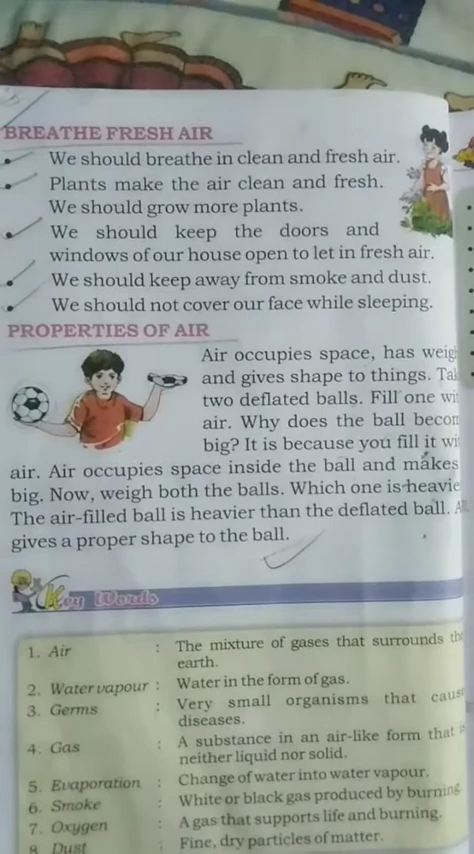 BREATHE FRESH AIR
We should breathe in clean and fresh air.
Plants make the air clean and fresh.
We should grow more plants.
We should keep the doors and
windows of our house open to let in fresh air.
We should keep away from smoke and dust.
We should not cover our face while sleeping.
PROPERTIES OF AIR
Air occupies space, has weig
and gives shape to things. Tak
two deflated balls. Fill one wit
air. Why does the ball becom
big? It is because you fill it wi
air. Air occupies space inside the ball and makes
big. Now, weigh both the balls. Which one is heavie
The air-filled ball is heavier than the deflated ball.
gives a proper shape to the ball.
Key Words
1. Air : The mixture of gases that surrounds the
earth.
2. Water vapour : Water in the form of gas.
3. Germs : Very small organisms that cause
diseases.
4. Gas : A substance in an air-like form that is
neither liquid nor solid.
5. Evaporation : Change of water into water vapour.
6. Smoke : White or black gas produced by burning.
7. Oxygen : A gas that supports life and burning.
8. Dust : Fine, dry particles of matter.